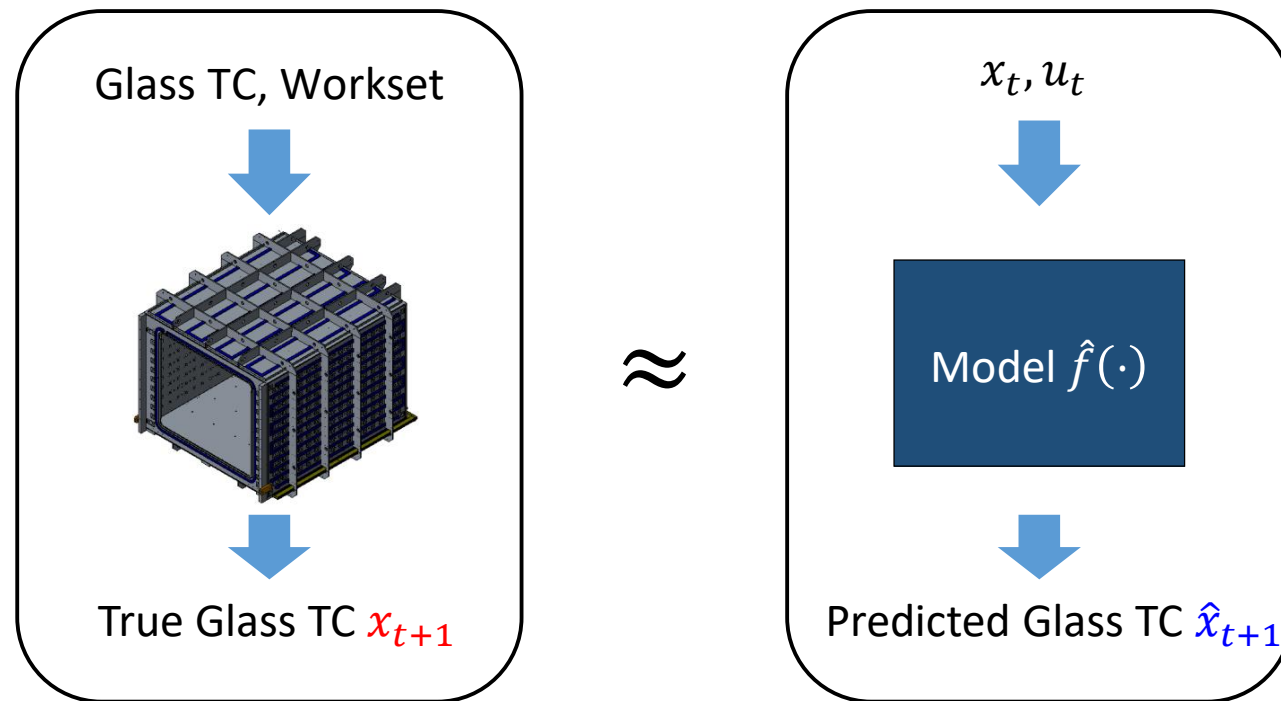 Glass TC, Workset
True Glass TC x_{t+1}
≈
x_t, u_t
Model f̂(·)
Predicted Glass TC x̂_{t+1}